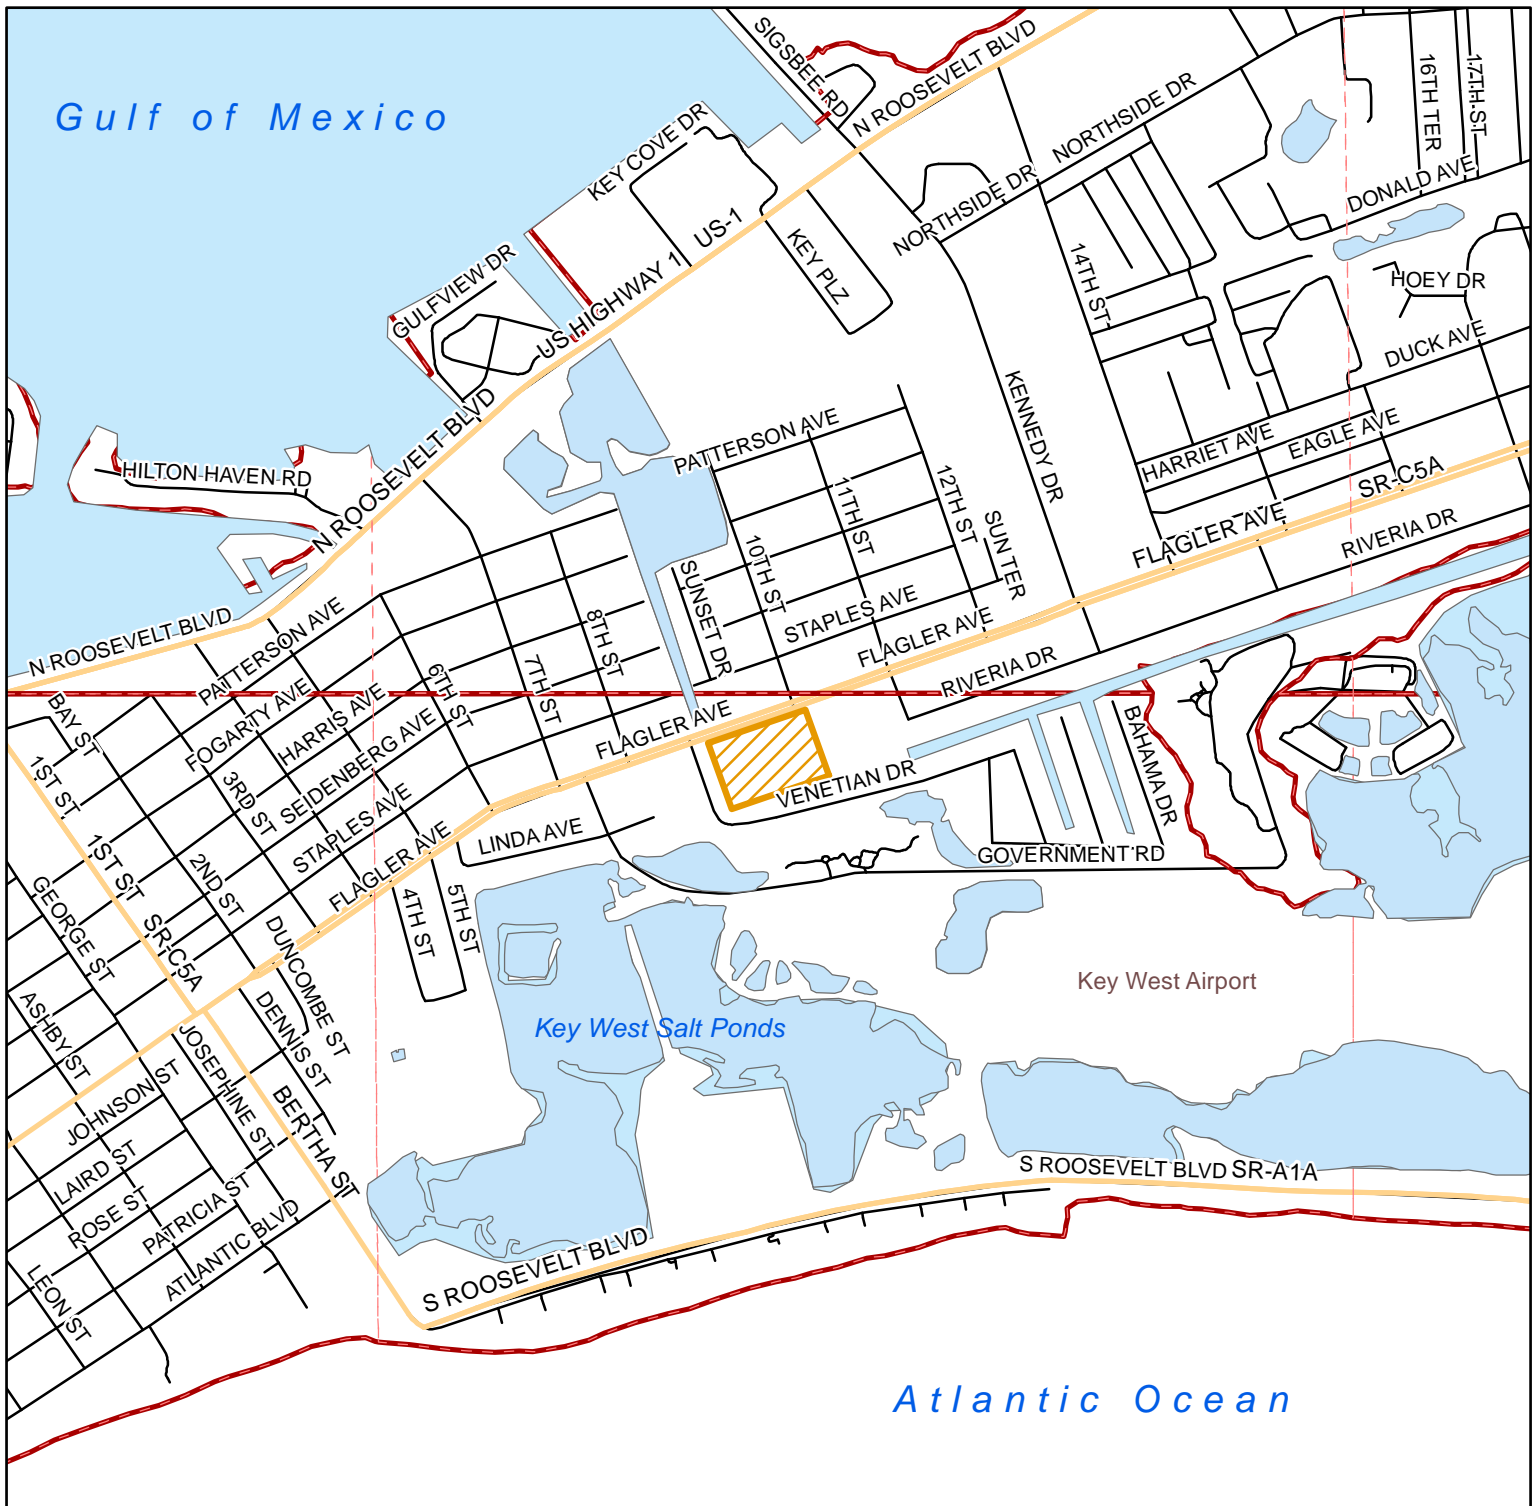 SIGSBEE RD
N ROOSEVELT BLVD
16TH TER
17TH ST
Gulf of Mexico
KEY COVE DR
NORTHSIDE DR
NORTHSIDE DR
DONALD AVE
US-1
KEY PLZ
14TH ST
GULFVIEW DR
US HIGHWAY 1
HOEY DR
DUCK AVE
N ROOSEVELT BLVD
KENNEDY DR
PATTERSON AVE
HARRIET AVE
EAGLE AVE
HILTON HAVEN RD
SR-C5A
11TH ST
12TH ST
SUN TER
FLAGLER AVE
RIVERIA DR
10TH ST
SUNSET DR
STAPLES AVE
FLAGLER AVE
8TH ST
N ROOSEVELT BLVD
PATTERSON AVE
7TH ST
6TH ST
RIVERIA DR
BAY ST
FOGARTY AVE
HARRIS AVE
SEIDENBERG AVE
FLAGLER AVE
BAHAMA DR
1ST ST
3RD ST
STAPLES AVE
VENETIAN DR
LINDA AVE
GOVERNMENT RD
1ST ST
2ND ST
FLAGLER AVE
4TH ST
5TH ST
GEORGE ST
SR-C5A
DUNCOMBE ST
Key West Airport
ASHBY ST
DENNIS ST
Key West Salt Ponds
JOHNSON ST
JOSEPHINE ST
BERTHA ST
LAIRD ST
S ROOSEVELT BLVD
SR-A1A
ROSE ST
PATRICIA ST
ATLANTIC BLVD
S ROOSEVELT BLVD
LEON ST
Atlantic Ocean